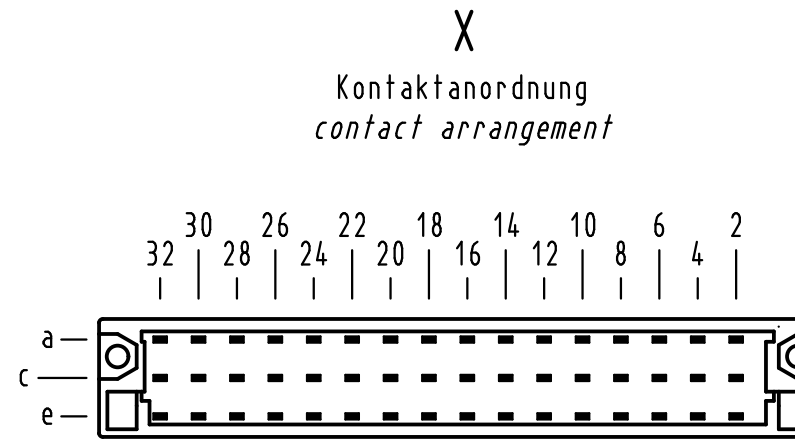 X
Kontaktanordnung
contact arrangement
30 26 22 18 14 10 6 2
32 28 24 20 16 12 8 4
a
c
e